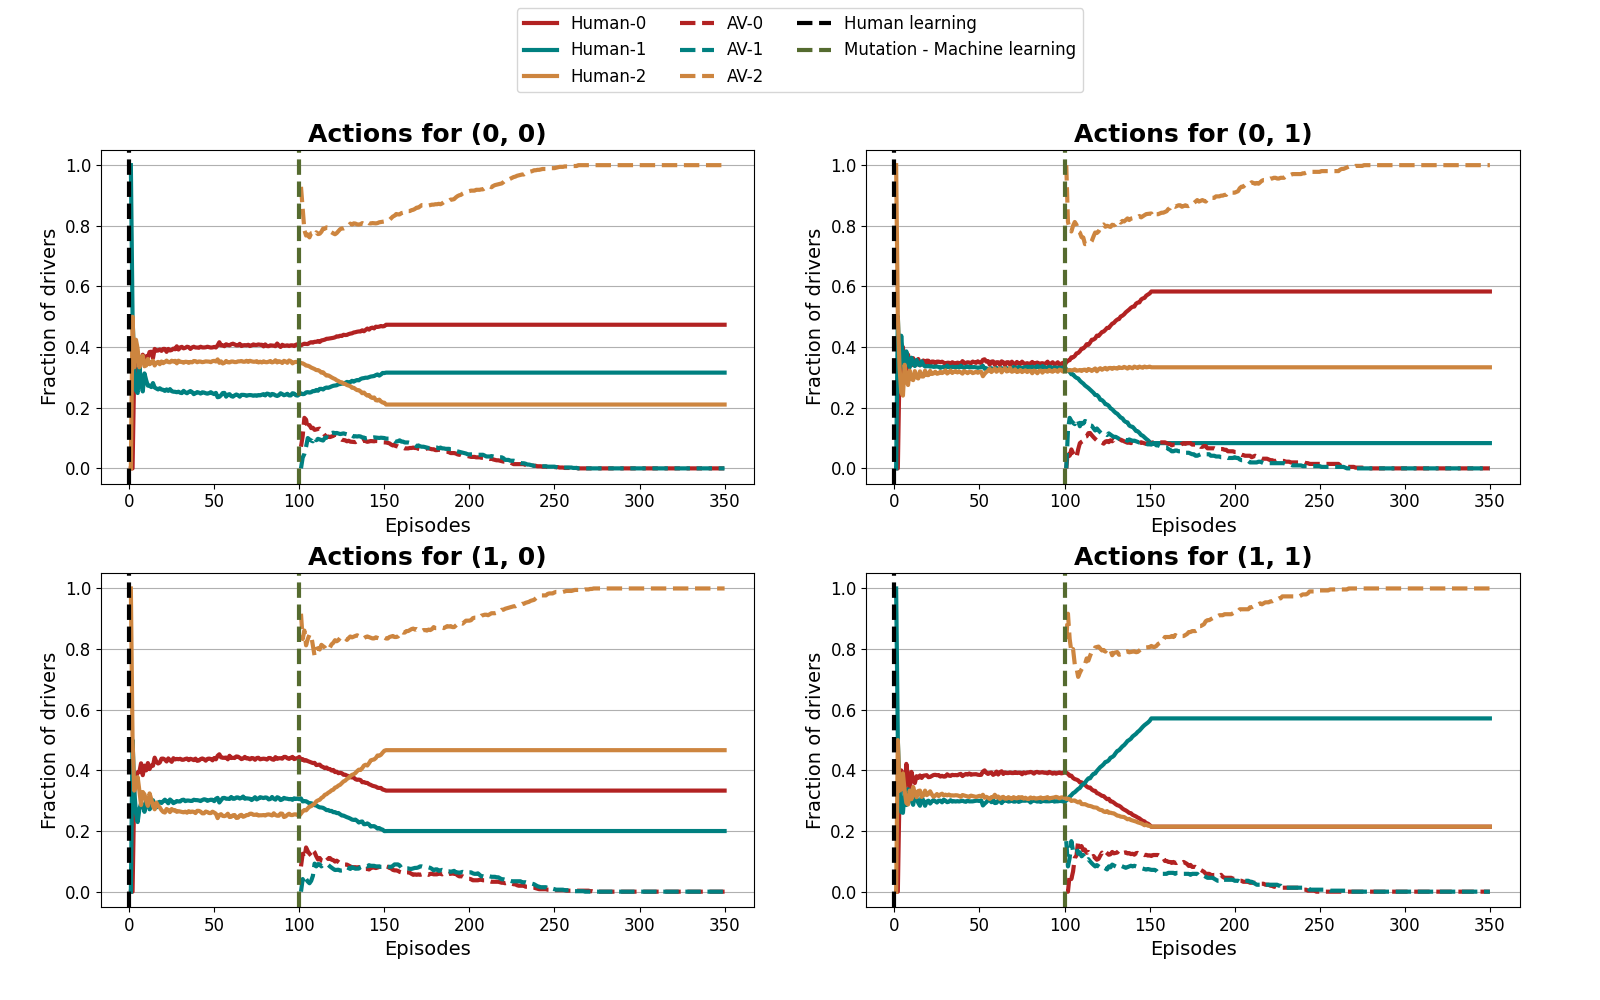 Human-0 AV-0 Human learning
Human-1 AV-1 Mutation - Machine learning
Human-2 AV-2
Actions for (0, 0)
Fraction of drivers
1.0
0.8
0.6
0.4
0.2
0.0
0 50 100 150 200 250 300 350
Episodes
Actions for (0, 1)
Fraction of drivers
1.0
0.8
0.6
0.4
0.2
0.0
0 50 100 150 200 250 300 350
Episodes
Actions for (1, 0)
Fraction of drivers
1.0
0.8
0.6
0.4
0.2
0.0
0 50 100 150 200 250 300 350
Episodes
Actions for (1, 1)
Fraction of drivers
1.0
0.8
0.6
0.4
0.2
0.0
0 50 100 150 200 250 300 350
Episodes